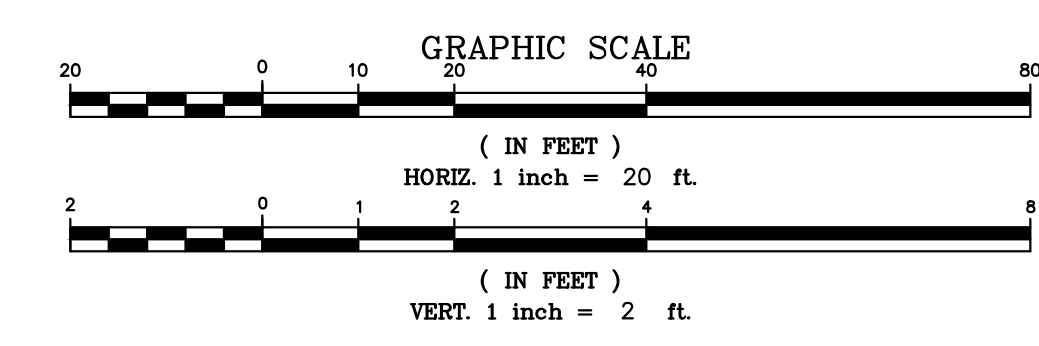 GRAPHIC SCALE
20 0 10 20 40 80
( IN FEET )
HORIZ. 1 inch = 20 ft.
2 0 1 2 4 8
( IN FEET )
VERT. 1 inch = 2 ft.